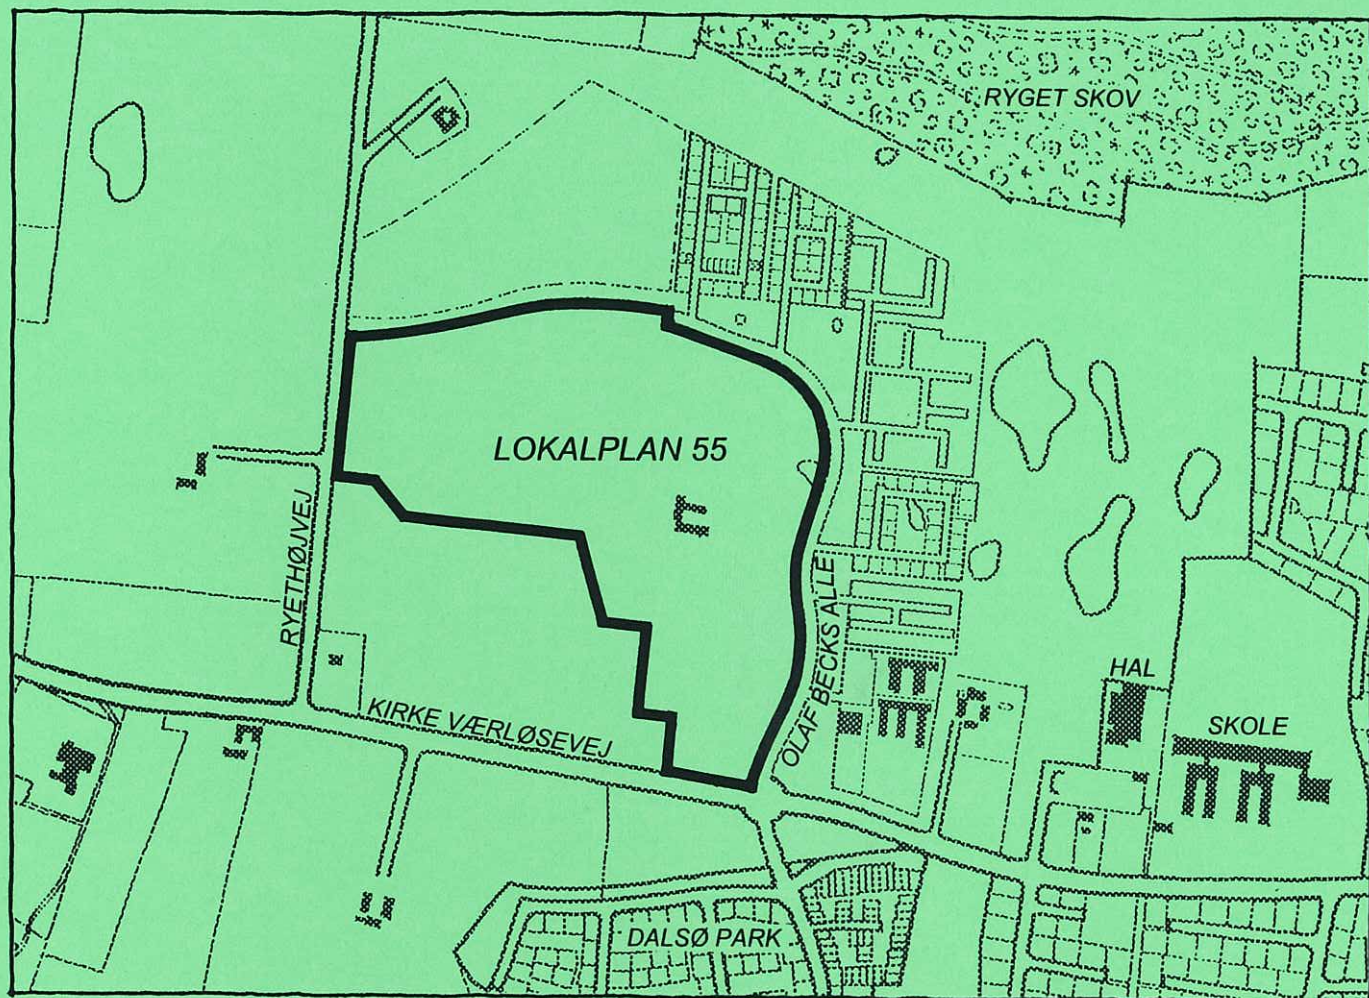 RYGET SKOV
LOKALPLAN 55
RYETHØJVEJ
OLAF BECKS ALLE
HAL
KIRKE VÆRLØSEVEJ
SKOLE
DALSØ PARK